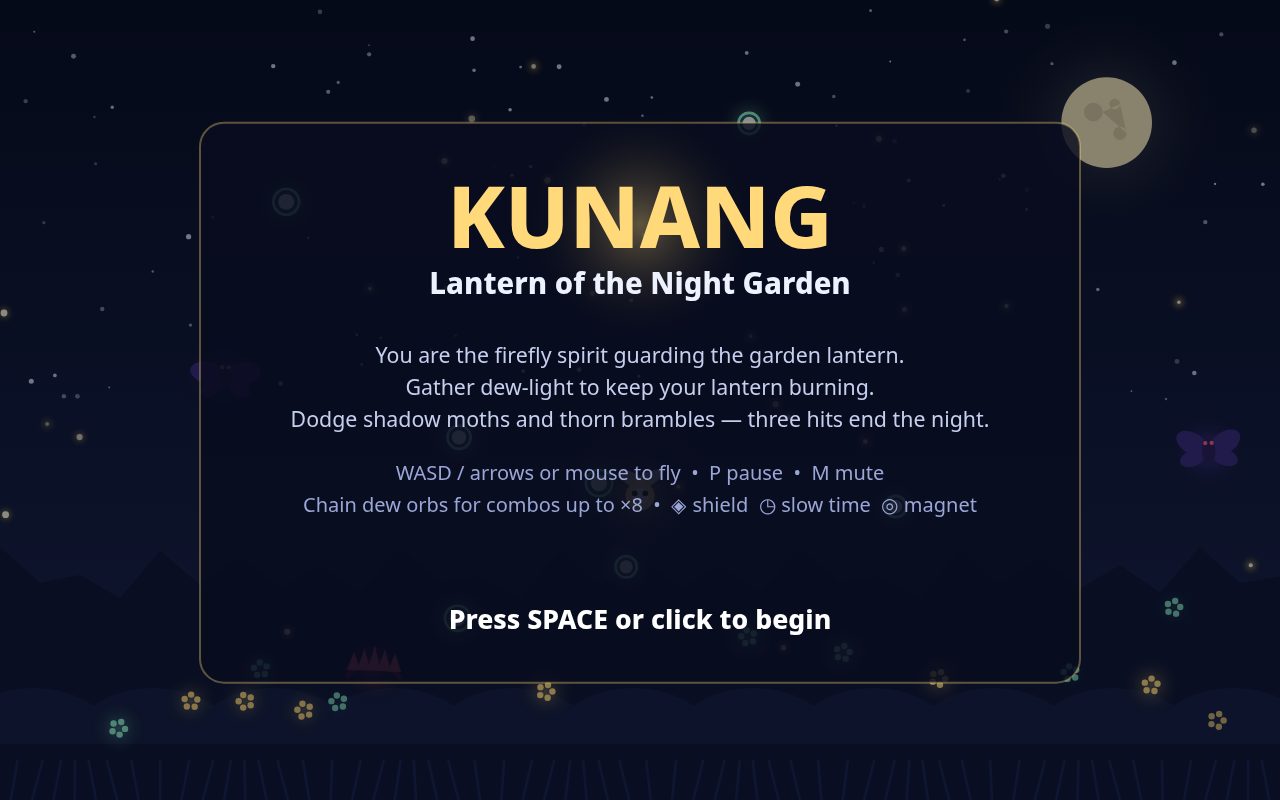 KUNANG
Lantern of the Night Garden
You are the firefly spirit guarding the garden lantern.
Gather dew-light to keep your lantern burning.
Dodge shadow moths and thorn brambles — three hits end the night.
WASD / arrows or mouse to fly • P pause • M mute
Chain dew orbs for combos up to ×8 • ◈ shield ◷ slow time ◎ magnet
Press SPACE or click to begin